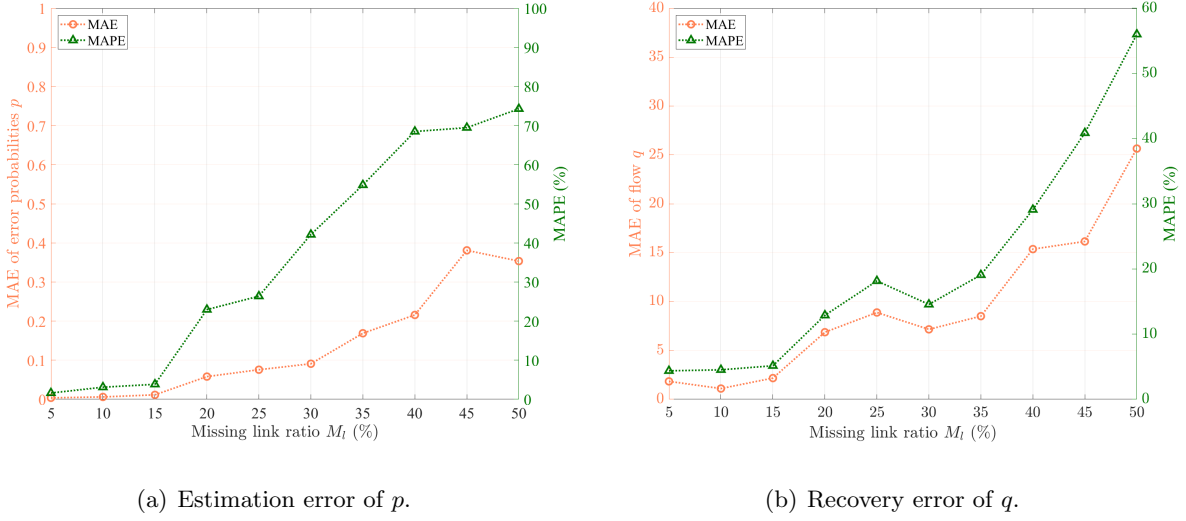 MAE
MAPE
1
0.9
0.8
0.7
0.6
0.5
0.4
0.3
0.2
0.1
0
MAE of error probabilities p
100
90
80
70
60
50
40
30
20
10
0
MAPE (%)
5 10 15 20 25 30 35 40 45 50
Missing link ratio M_l (%)
(a) Estimation error of p.
MAE
MAPE
40
35
30
25
20
15
10
5
0
MAE of flow q
60
50
40
30
20
10
0
MAPE (%)
5 10 15 20 25 30 35 40 45 50
Missing link ratio M_l (%)
(b) Recovery error of q.